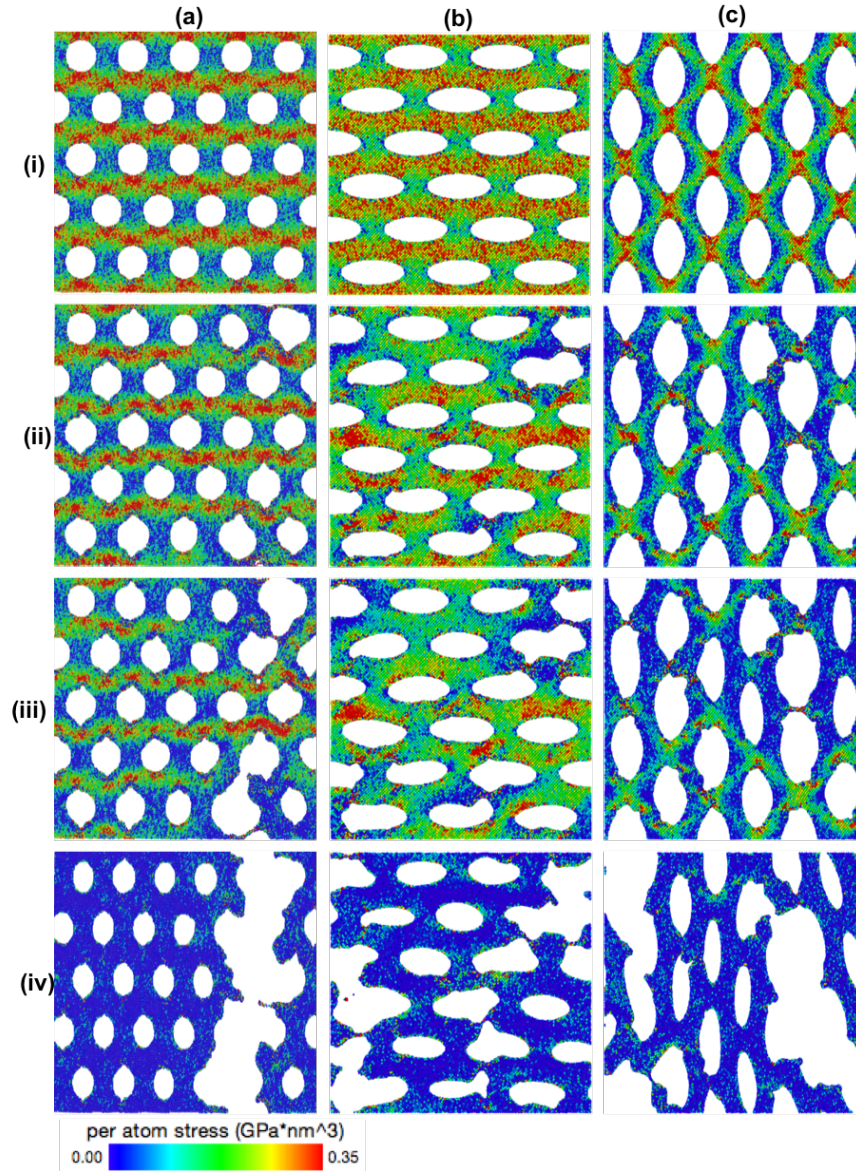 (a) (b) (c)
(i)
(ii)
(iii)
(iv)
per atom stress (GPa*nm^3)
0.00 0.35